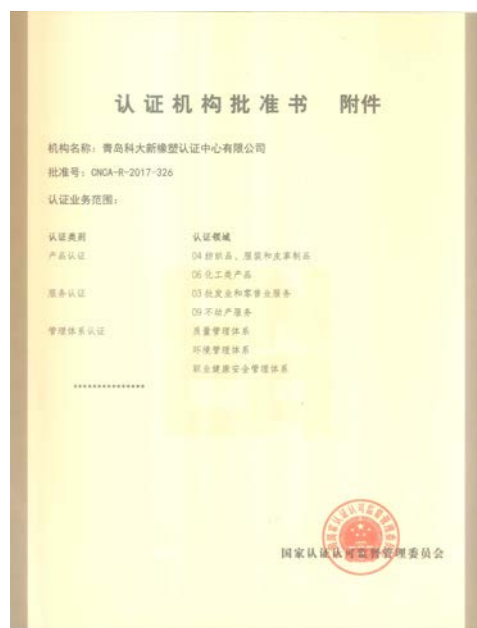 认证机构批准书 附件
机构名称：青岛科大新橡塑认证中心有限公司
批准号：CNCA-R-2017-326
认证业务范围：
认证类别 认证领域
产品认证 04 纺织品、服装和皮革制品
06 化工类产品
服务认证 03 批发业和零售业服务
09 不动产服务
管理体系认证 质量管理体系
环境管理体系
职业健康安全管理体系
***************
国家认证认可监督管理委员会